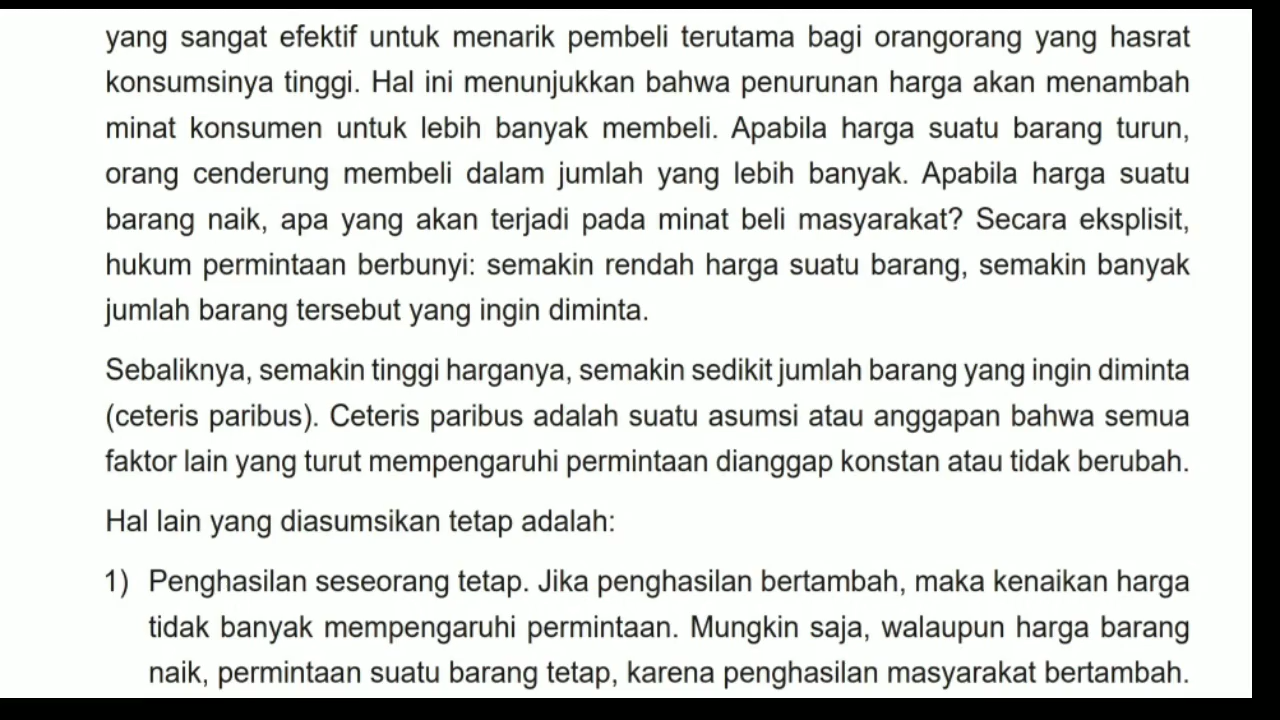 yang sangat efektif untuk menarik pembeli terutama bagi orangorang yang hasrat
konsumsinya tinggi. Hal ini menunjukkan bahwa penurunan harga akan menambah
minat konsumen untuk lebih banyak membeli. Apabila harga suatu barang turun,
orang cenderung membeli dalam jumlah yang lebih banyak. Apabila harga suatu
barang naik, apa yang akan terjadi pada minat beli masyarakat? Secara eksplisit,
hukum permintaan berbunyi: semakin rendah harga suatu barang, semakin banyak
jumlah barang tersebut yang ingin diminta.
Sebaliknya, semakin tinggi harganya, semakin sedikit jumlah barang yang ingin diminta
(ceteris paribus). Ceteris paribus adalah suatu asumsi atau anggapan bahwa semua
faktor lain yang turut mempengaruhi permintaan dianggap konstan atau tidak berubah.
Hal lain yang diasumsikan tetap adalah:
1) Penghasilan seseorang tetap. Jika penghasilan bertambah, maka kenaikan harga
tidak banyak mempengaruhi permintaan. Mungkin saja, walaupun harga barang
naik, permintaan suatu barang tetap, karena penghasilan masyarakat bertambah.